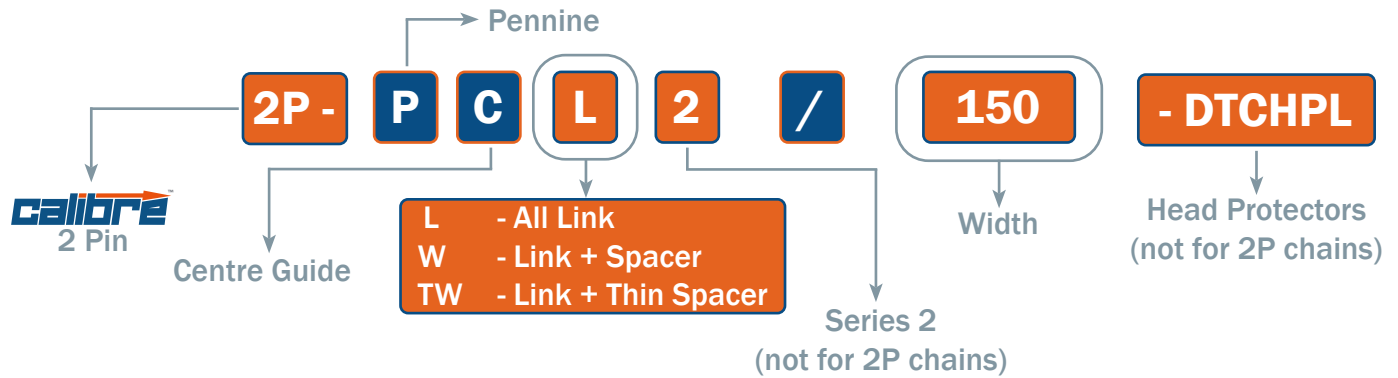 Pennine
2P - P C L 2 / 150 - DTCHPL
calibre™
2 Pin
Centre Guide
L - All Link
W - Link + Spacer
TW - Link + Thin Spacer
Series 2
(not for 2P chains)
Width
Head Protectors
(not for 2P chains)